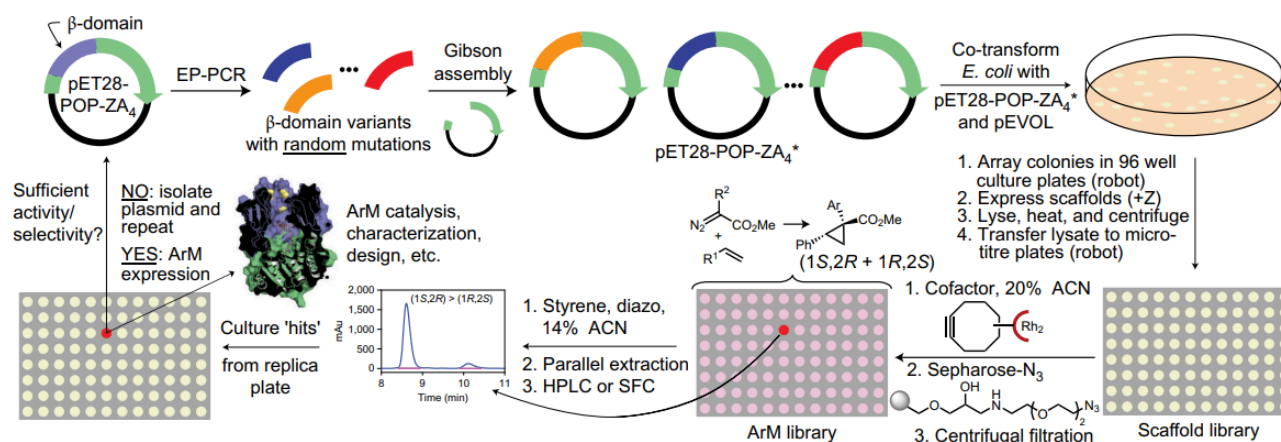 β-domain
pET28-
POP-ZA4
EP-PCR
β-domain variants
with random mutations
Gibson
assembly
pET28-POP-ZA4*
Co-transform
E. coli with
pET28-POP-ZA4*
and pEVOL
1. Array colonies in 96 well
culture plates (robot)
2. Express scaffolds (+Z)
3. Lyse, heat, and centrifuge
4. Transfer lysate to micro-
titre plates (robot)
Scaffold library
1. Cofactor, 20% ACN
Rh2
2. Sepharose-N3
OH
O
H
N
O
2
N3
3. Centrifugal filtration
R2
N2
CO2Me
+
R1
Ar
CO2Me
Ph
(1S,2R + 1R,2S)
ArM library
1. Styrene, diazo,
14% ACN
2. Parallel extraction
3. HPLC or SFC
(1S,2R) > (1R,2S)
2,000
1,500
1,000
500
0
mAu
8 9 10 11
Time (min)
Culture 'hits'
from replica
plate
Sufficient
activity/
selectivity?
NO: isolate
plasmid and
repeat
YES: ArM
expression
ArM catalysis,
characterization,
design, etc.